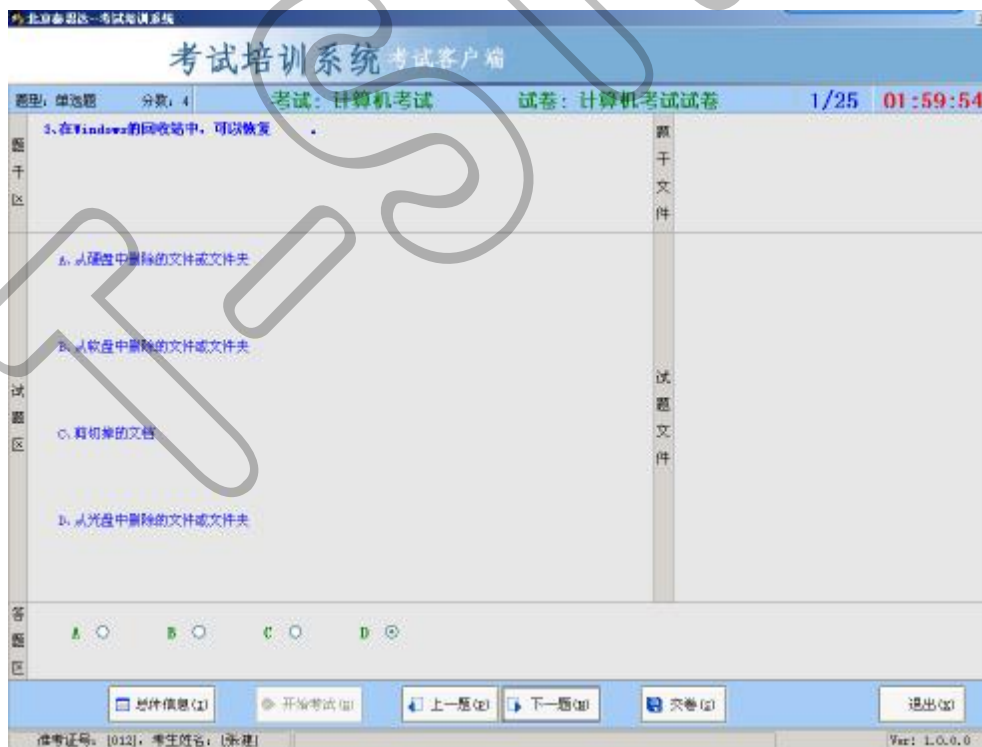 北京泰思达--考试培训系统
考试培训系统 考试客户端
题型：单选题 分数：4 考试：计算机考试 试卷：计算机考试试卷 1/25 01:59:54
题干区
3、在Windows的回收站中，可以恢复 .
题干文件
试题区
A、从硬盘中删除的文件或文件夹
B、从软盘中删除的文件或文件夹
C、剪切掉的文档
D、从光盘中删除的文件或文件夹
试题文件
答题区
A B C D
总体信息(I) 开始考试(B) 上一题(P) 下一题(N) 交卷(G) 退出(X)
准考证号：[012]，考生姓名：[张建] Ver: 1.0.0.0